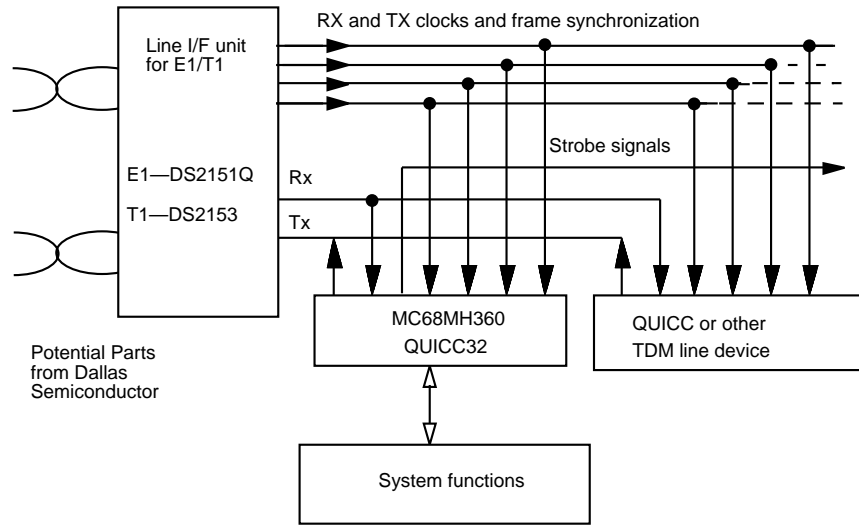 RX and TX clocks and frame synchronization
Line I/F unit
for E1/T1
Strobe signals
E1—DS2151Q
Rx
T1—DS2153
Tx
MC68MH360
QUICC32
QUICC or other
TDM line device
Potential Parts
from Dallas
Semiconductor
System functions